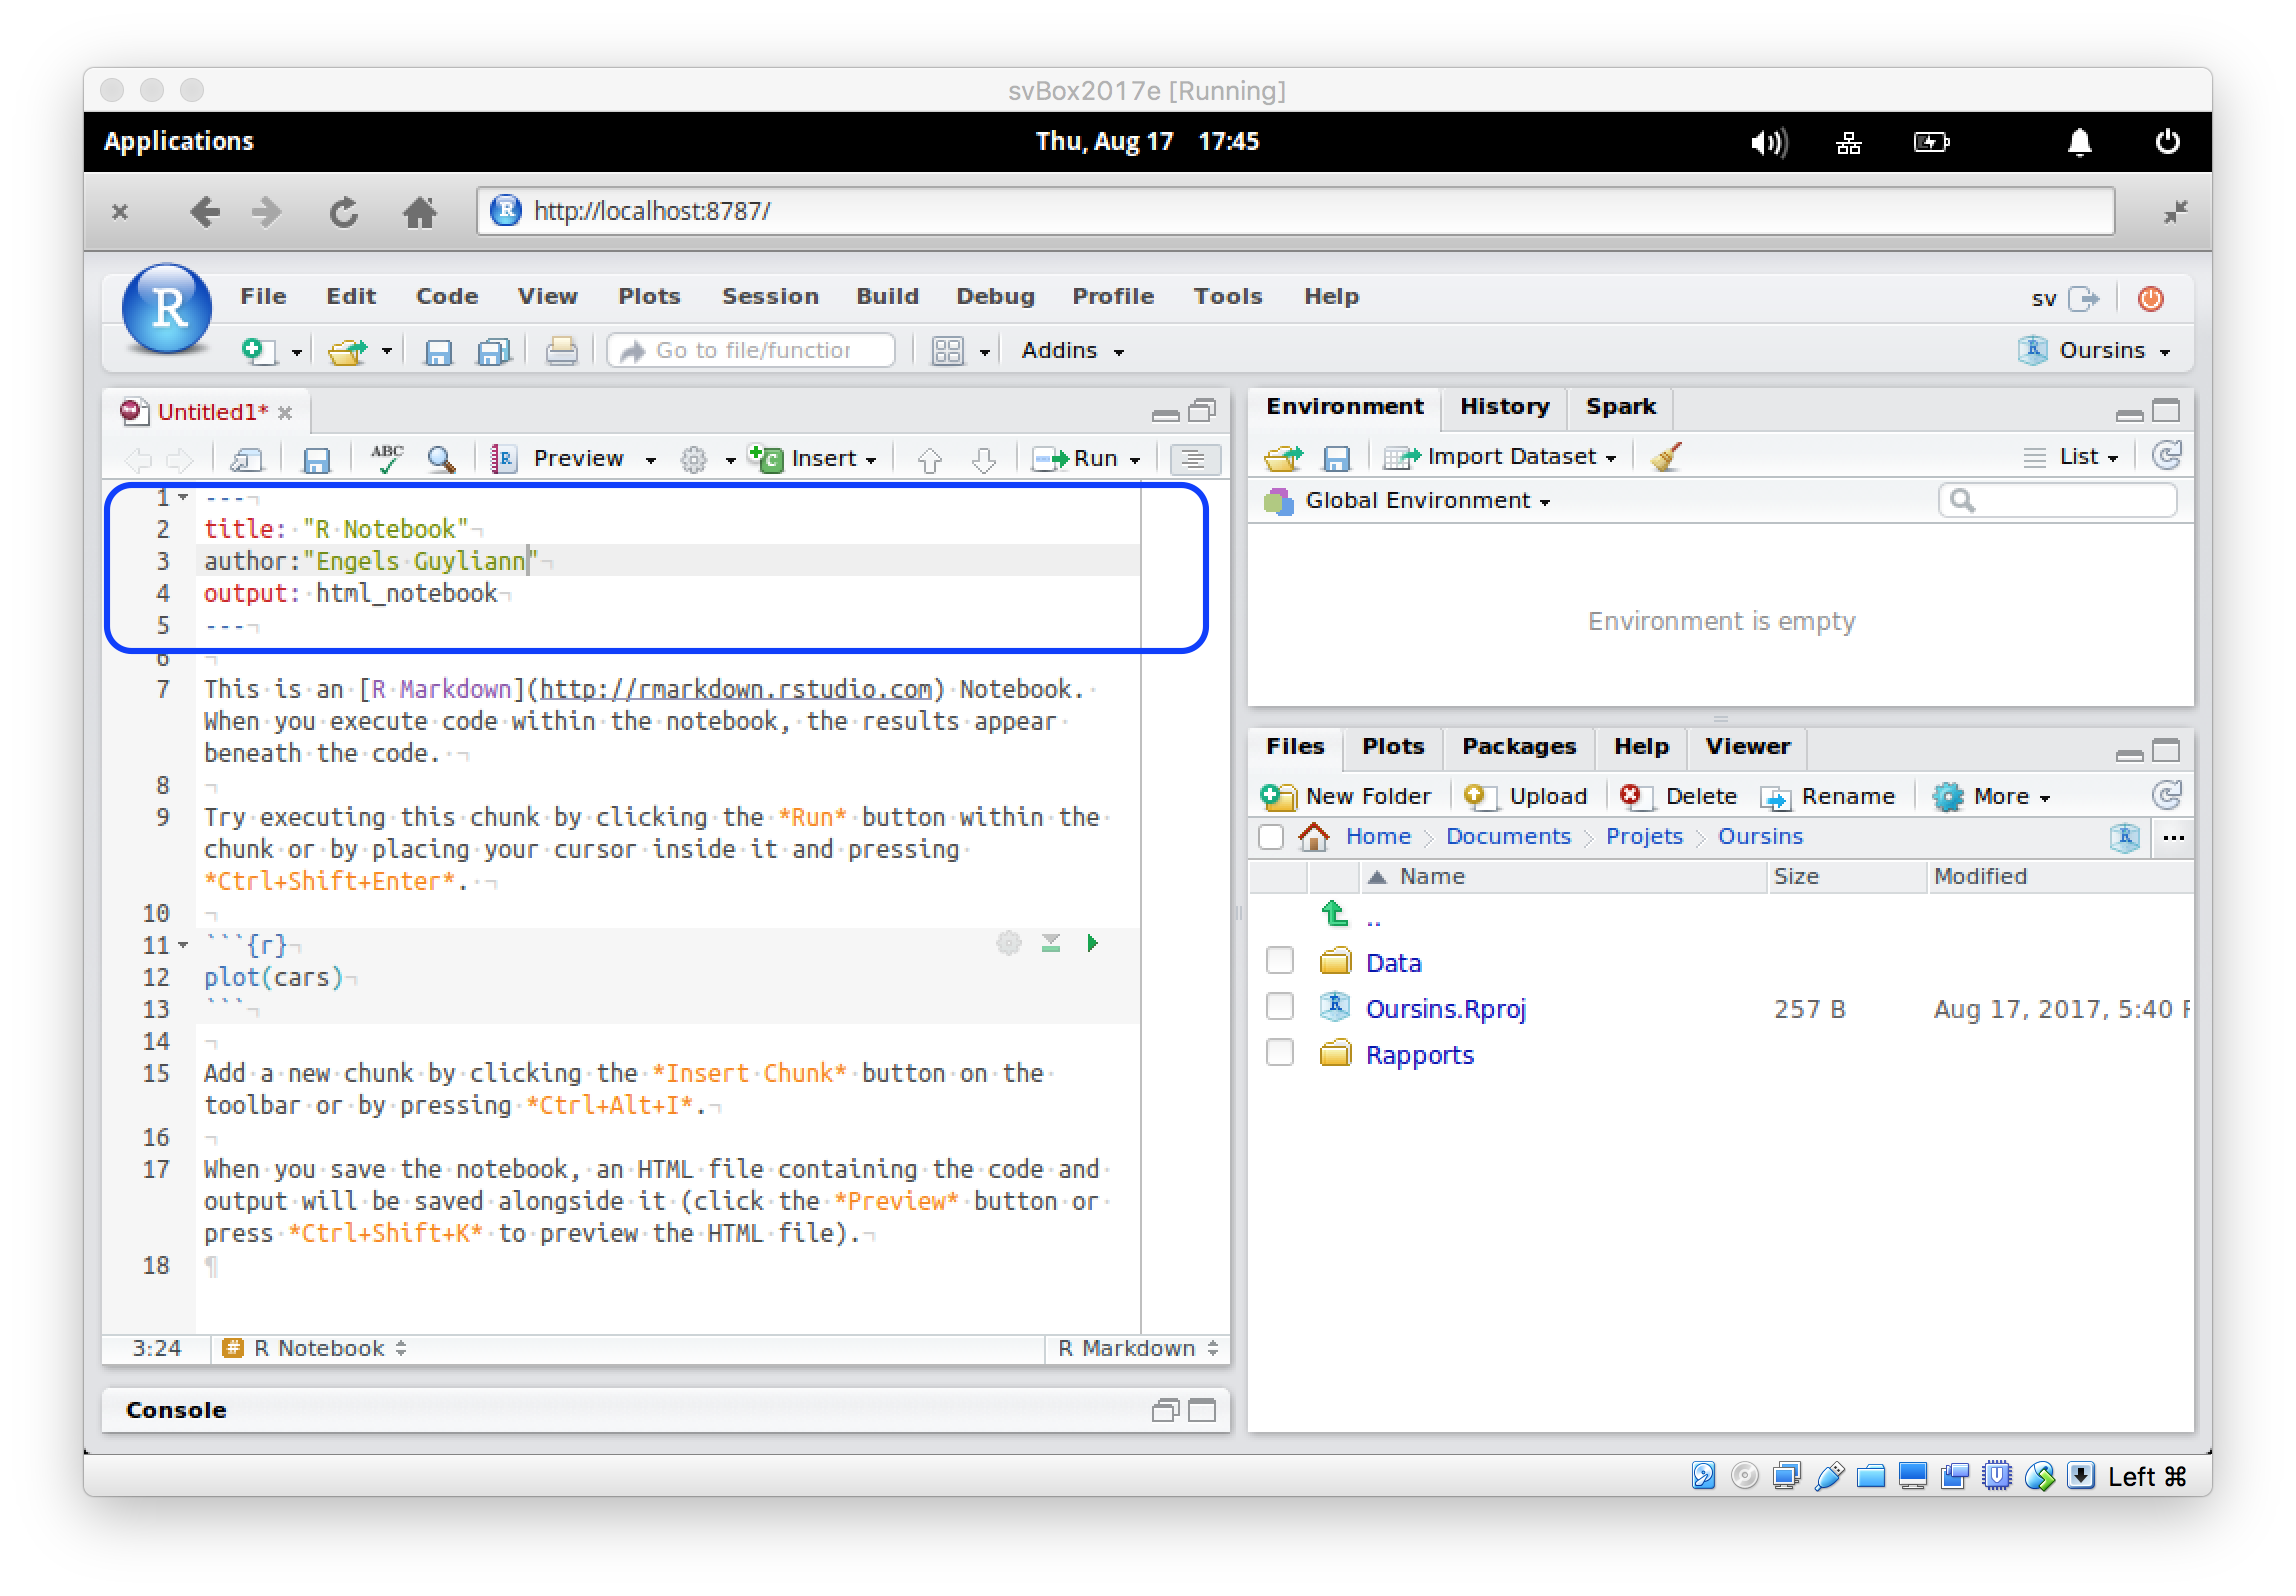 svBox2017e [Running]
Applications
Thu, Aug 17 17:45
http://localhost:8787/
File Edit Code View Plots Session Build Debug Profile Tools Help
sv
Go to file/function
Addins
Oursins
Untitled1*
ABC
Preview
Insert
Run
1 ---
2 title: "R Notebook"
3 author:"Engels Guyliann"
4 output: html_notebook
5 ---
6
7 This is an [R Markdown](http://rmarkdown.rstudio.com) Notebook.
When you execute code within the notebook, the results appear
beneath the code.
8
9 Try executing this chunk by clicking the *Run* button within the
chunk or by placing your cursor inside it and pressing
*Ctrl+Shift+Enter*.
10
11 ```{r}
12 plot(cars)
13 ```
14
15 Add a new chunk by clicking the *Insert Chunk* button on the
toolbar or by pressing *Ctrl+Alt+I*.
16
17 When you save the notebook, an HTML file containing the code and
output will be saved alongside it (click the *Preview* button or
press *Ctrl+Shift+K* to preview the HTML file).
18
3:24
R Notebook
R Markdown
Console
Environment History Spark
Import Dataset
List
Global Environment
Environment is empty
Files Plots Packages Help Viewer
New Folder Upload Delete Rename More
Home Documents Projets Oursins
...
Name Size Modified
..
Data
Oursins.Rproj 257 B Aug 17, 2017, 5:40
Rapports
Left ⌘